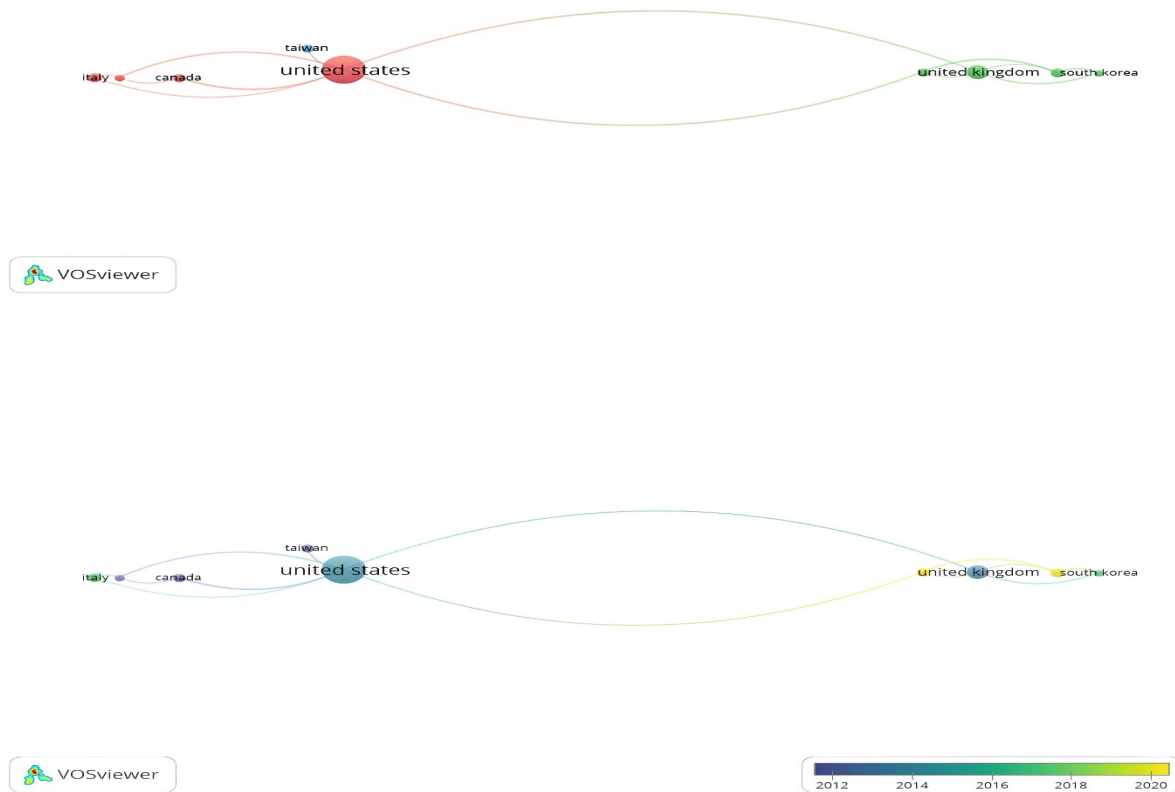 taiwan
united states
italy
canada
united kingdom
south korea
VOSviewer
taiwan
united states
italy
canada
united kingdom
south korea
VOSviewer
2012 2014 2016 2018 2020